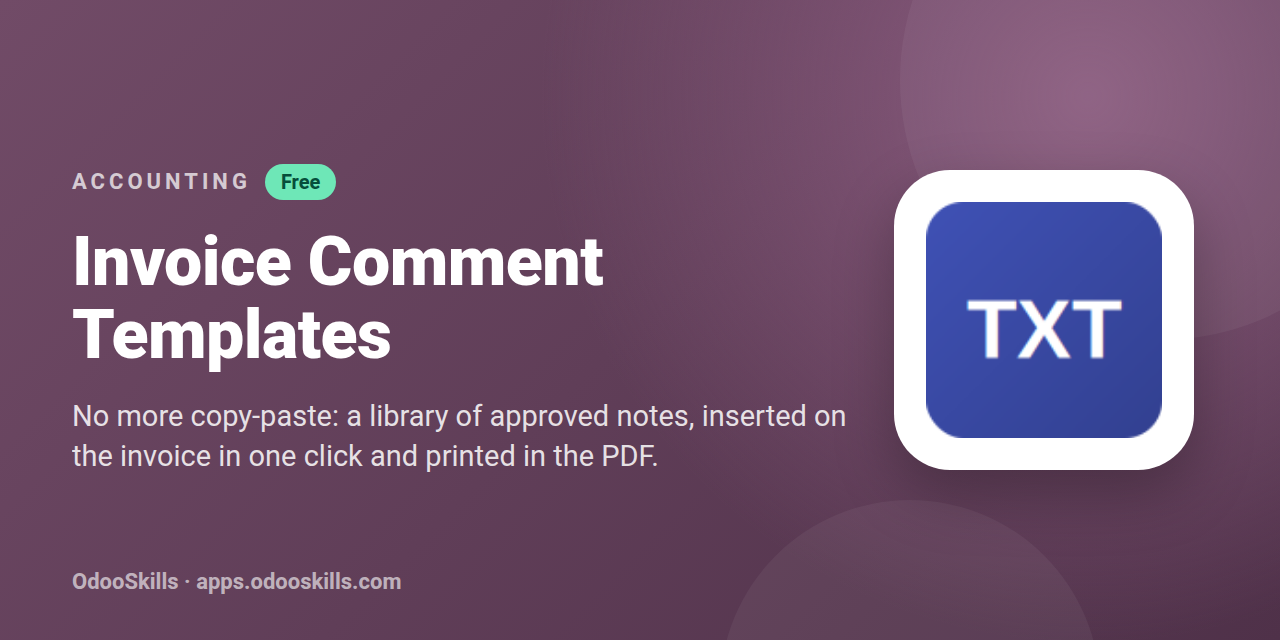 ACCOUNTING Free
Invoice Comment
Templates
No more copy-paste: a library of approved notes, inserted on
the invoice in one click and printed in the PDF.
TXT
OdooSkills · apps.odooskills.com